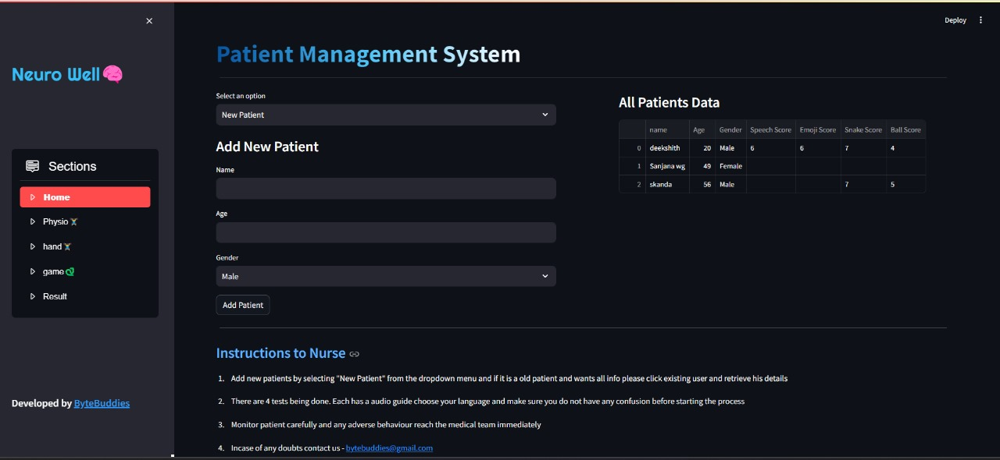 Deploy
Neuro Well
Sections
Home
Physio
hand
game
Result
Developed by ByteBuddies
Patient Management System
Select an option
New Patient
Add New Patient
Name
Age
Gender
Male
Add Patient
All Patients Data
name Age Gender Speech Score Emoji Score Snake Score Ball Score
0 deekshith 20 Male 6 6 7 4
1 Sanjana wg 49 Female
2 skanda 56 Male 7 5
Instructions to Nurse
1. Add new patients by selecting "New Patient" from the dropdown menu and if it is a old patient and wants all info please click existing user and retrieve his details
2. There are 4 tests being done. Each has a audio guide choose your language and make sure you do not have any confusion before starting the process
3. Monitor patient carefully and any adverse behaviour reach the medical team immediately
4. Incase of any doubts contact us - bytebuddies@gmail.com